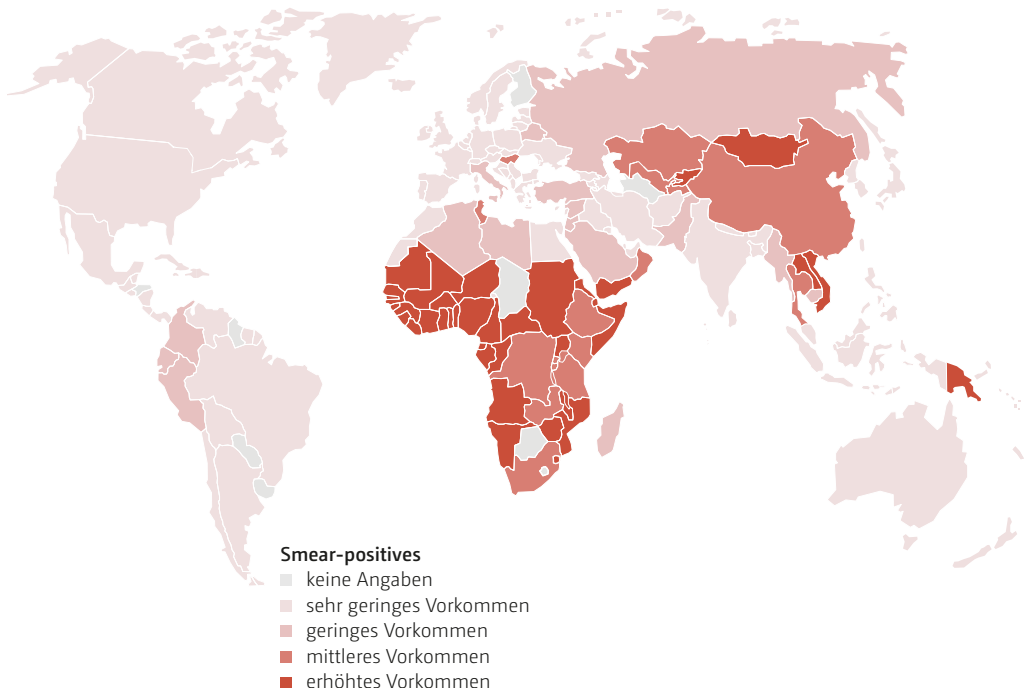 Smear-positives
keine Angaben
sehr geringes Vorkommen
geringes Vorkommen
mittleres Vorkommen
erhöhtes Vorkommen